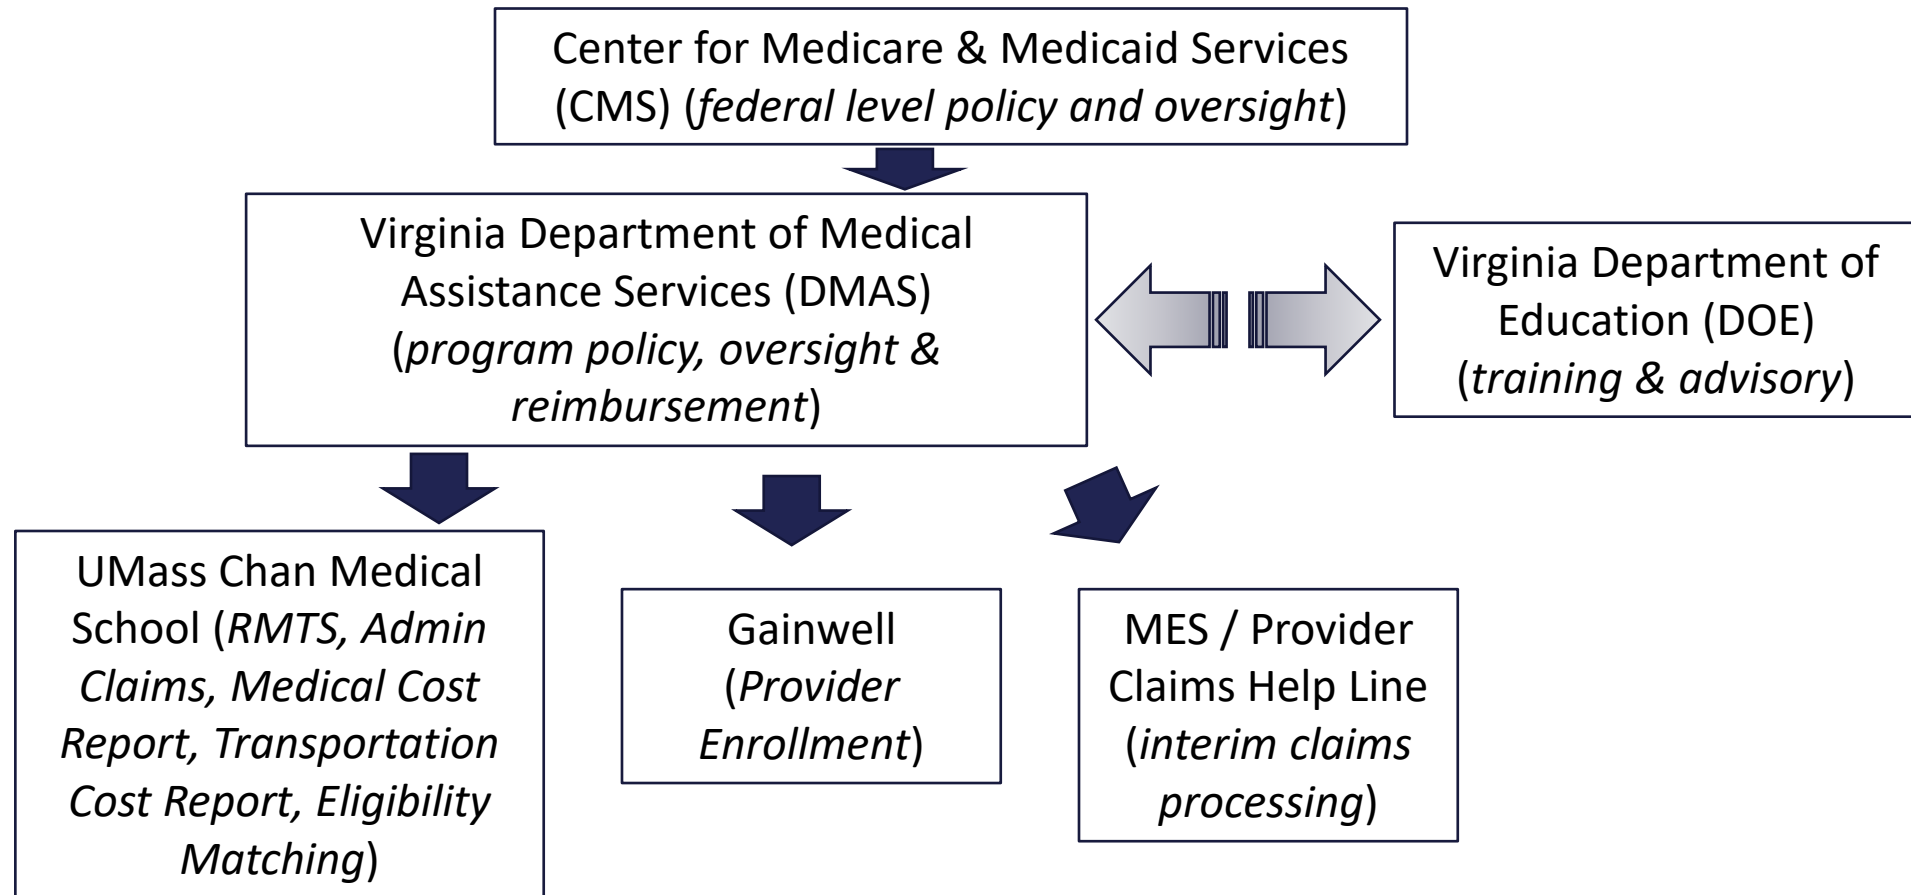 Center for Medicare & Medicaid Services
(CMS) (federal level policy and oversight)
Virginia Department of Medical
Assistance Services (DMAS)
(program policy, oversight &
reimbursement)
Virginia Department of
Education (DOE)
(training & advisory)
UMass Chan Medical
School (RMTS, Admin
Claims, Medical Cost
Report, Transportation
Cost Report, Eligibility
Matching)
Gainwell
(Provider
Enrollment)
MES / Provider
Claims Help Line
(interim claims
processing)